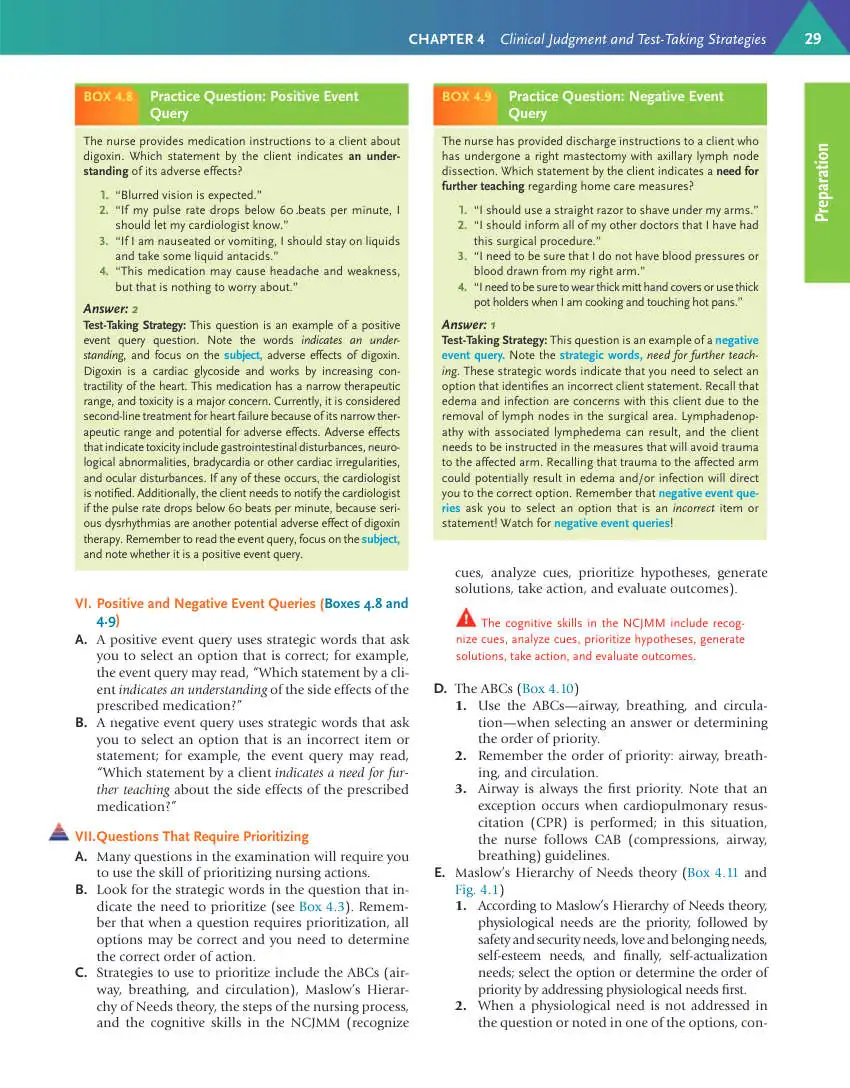 CHAPTER 4 Clinical Judgment and Test-Taking Strategies 29
BOX 4.8 Practice Question: Positive Event
Query
The nurse provides medication instructions to a client about
digoxin. Which statement by the client indicates an under-
standing of its adverse effects?
1. “Blurred vision is expected.”
2. “If my pulse rate drops below 60 .beats per minute, I
should let my cardiologist know.”
3. “If I am nauseated or vomiting, I should stay on liquids
and take some liquid antacids.”
4. “This medication may cause headache and weakness,
but that is nothing to worry about.”
Answer: 2
Test-Taking Strategy: This question is an example of a positive
event query question. Note the words indicates an under-
standing, and focus on the subject, adverse effects of digoxin.
Digoxin is a cardiac glycoside and works by increasing con-
tractility of the heart. This medication has a narrow therapeutic
range, and toxicity is a major concern. Currently, it is considered
second-line treatment for heart failure because of its narrow ther-
apeutic range and potential for adverse effects. Adverse effects
that indicate toxicity include gastrointestinal disturbances, neuro-
logical abnormalities, bradycardia or other cardiac irregularities,
and ocular disturbances. If any of these occurs, the cardiologist
is notified. Additionally, the client needs to notify the cardiologist
if the pulse rate drops below 60 beats per minute, because seri-
ous dysrhythmias are another potential adverse effect of digoxin
therapy. Remember to read the event query, focus on the subject,
and note whether it is a positive event query.
VI. Positive and Negative Event Queries (Boxes 4.8 and
4.9)
A. A positive event query uses strategic words that ask
you to select an option that is correct; for example,
the event query may read, “Which statement by a cli-
ent indicates an understanding of the side effects of the
prescribed medication?”
B. A negative event query uses strategic words that ask
you to select an option that is an incorrect item or
statement; for example, the event query may read,
“Which statement by a client indicates a need for fur-
ther teaching about the side effects of the prescribed
medication?”
VII.Questions That Require Prioritizing
A. Many questions in the examination will require you
to use the skill of prioritizing nursing actions.
B. Look for the strategic words in the question that in-
dicate the need to prioritize (see Box 4.3). Remem-
ber that when a question requires prioritization, all
options may be correct and you need to determine
the correct order of action.
C. Strategies to use to prioritize include the ABCs (air-
way, breathing, and circulation), Maslow’s Hierar-
chy of Needs theory, the steps of the nursing process,
and the cognitive skills in the NCJMM (recognize
BOX 4.9 Practice Question: Negative Event
Query
The nurse has provided discharge instructions to a client who
has undergone a right mastectomy with axillary lymph node
dissection. Which statement by the client indicates a need for
further teaching regarding home care measures?
1. “I should use a straight razor to shave under my arms.”
2. “I should inform all of my other doctors that I have had
this surgical procedure.”
3. “I need to be sure that I do not have blood pressures or
blood drawn from my right arm.”
4. “I need to be sure to wear thick mitt hand covers or use thick
pot holders when I am cooking and touching hot pans.”
Answer: 1
Test-Taking Strategy: This question is an example of a negative
event query. Note the strategic words, need for further teach-
ing. These strategic words indicate that you need to select an
option that identifies an incorrect client statement. Recall that
edema and infection are concerns with this client due to the
removal of lymph nodes in the surgical area. Lymphadenop-
athy with associated lymphedema can result, and the client
needs to be instructed in the measures that will avoid trauma
to the affected arm. Recalling that trauma to the affected arm
could potentially result in edema and/or infection will direct
you to the correct option. Remember that negative event que-
ries ask you to select an option that is an incorrect item or
statement! Watch for negative event queries!
cues, analyze cues, prioritize hypotheses, generate
solutions, take action, and evaluate outcomes).
The cognitive skills in the NCJMM include recog-
nize cues, analyze cues, prioritize hypotheses, generate
solutions, take action, and evaluate outcomes.
D. The ABCs (Box 4.10)
1. Use the ABCs—airway, breathing, and circula-
tion—when selecting an answer or determining
the order of priority.
2. Remember the order of priority: airway, breath-
ing, and circulation.
3. Airway is always the first priority. Note that an
exception occurs when cardiopulmonary resus-
citation (CPR) is performed; in this situation,
the nurse follows CAB (compressions, airway,
breathing) guidelines.
E. Maslow’s Hierarchy of Needs theory (Box 4.11 and
Fig. 4.1)
1. According to Maslow’s Hierarchy of Needs theory,
physiological needs are the priority, followed by
safety and security needs, love and belonging needs,
self-esteem needs, and finally, self-actualization
needs; select the option or determine the order of
priority by addressing physiological needs first.
2. When a physiological need is not addressed in
the question or noted in one of the options, con-
Preparation